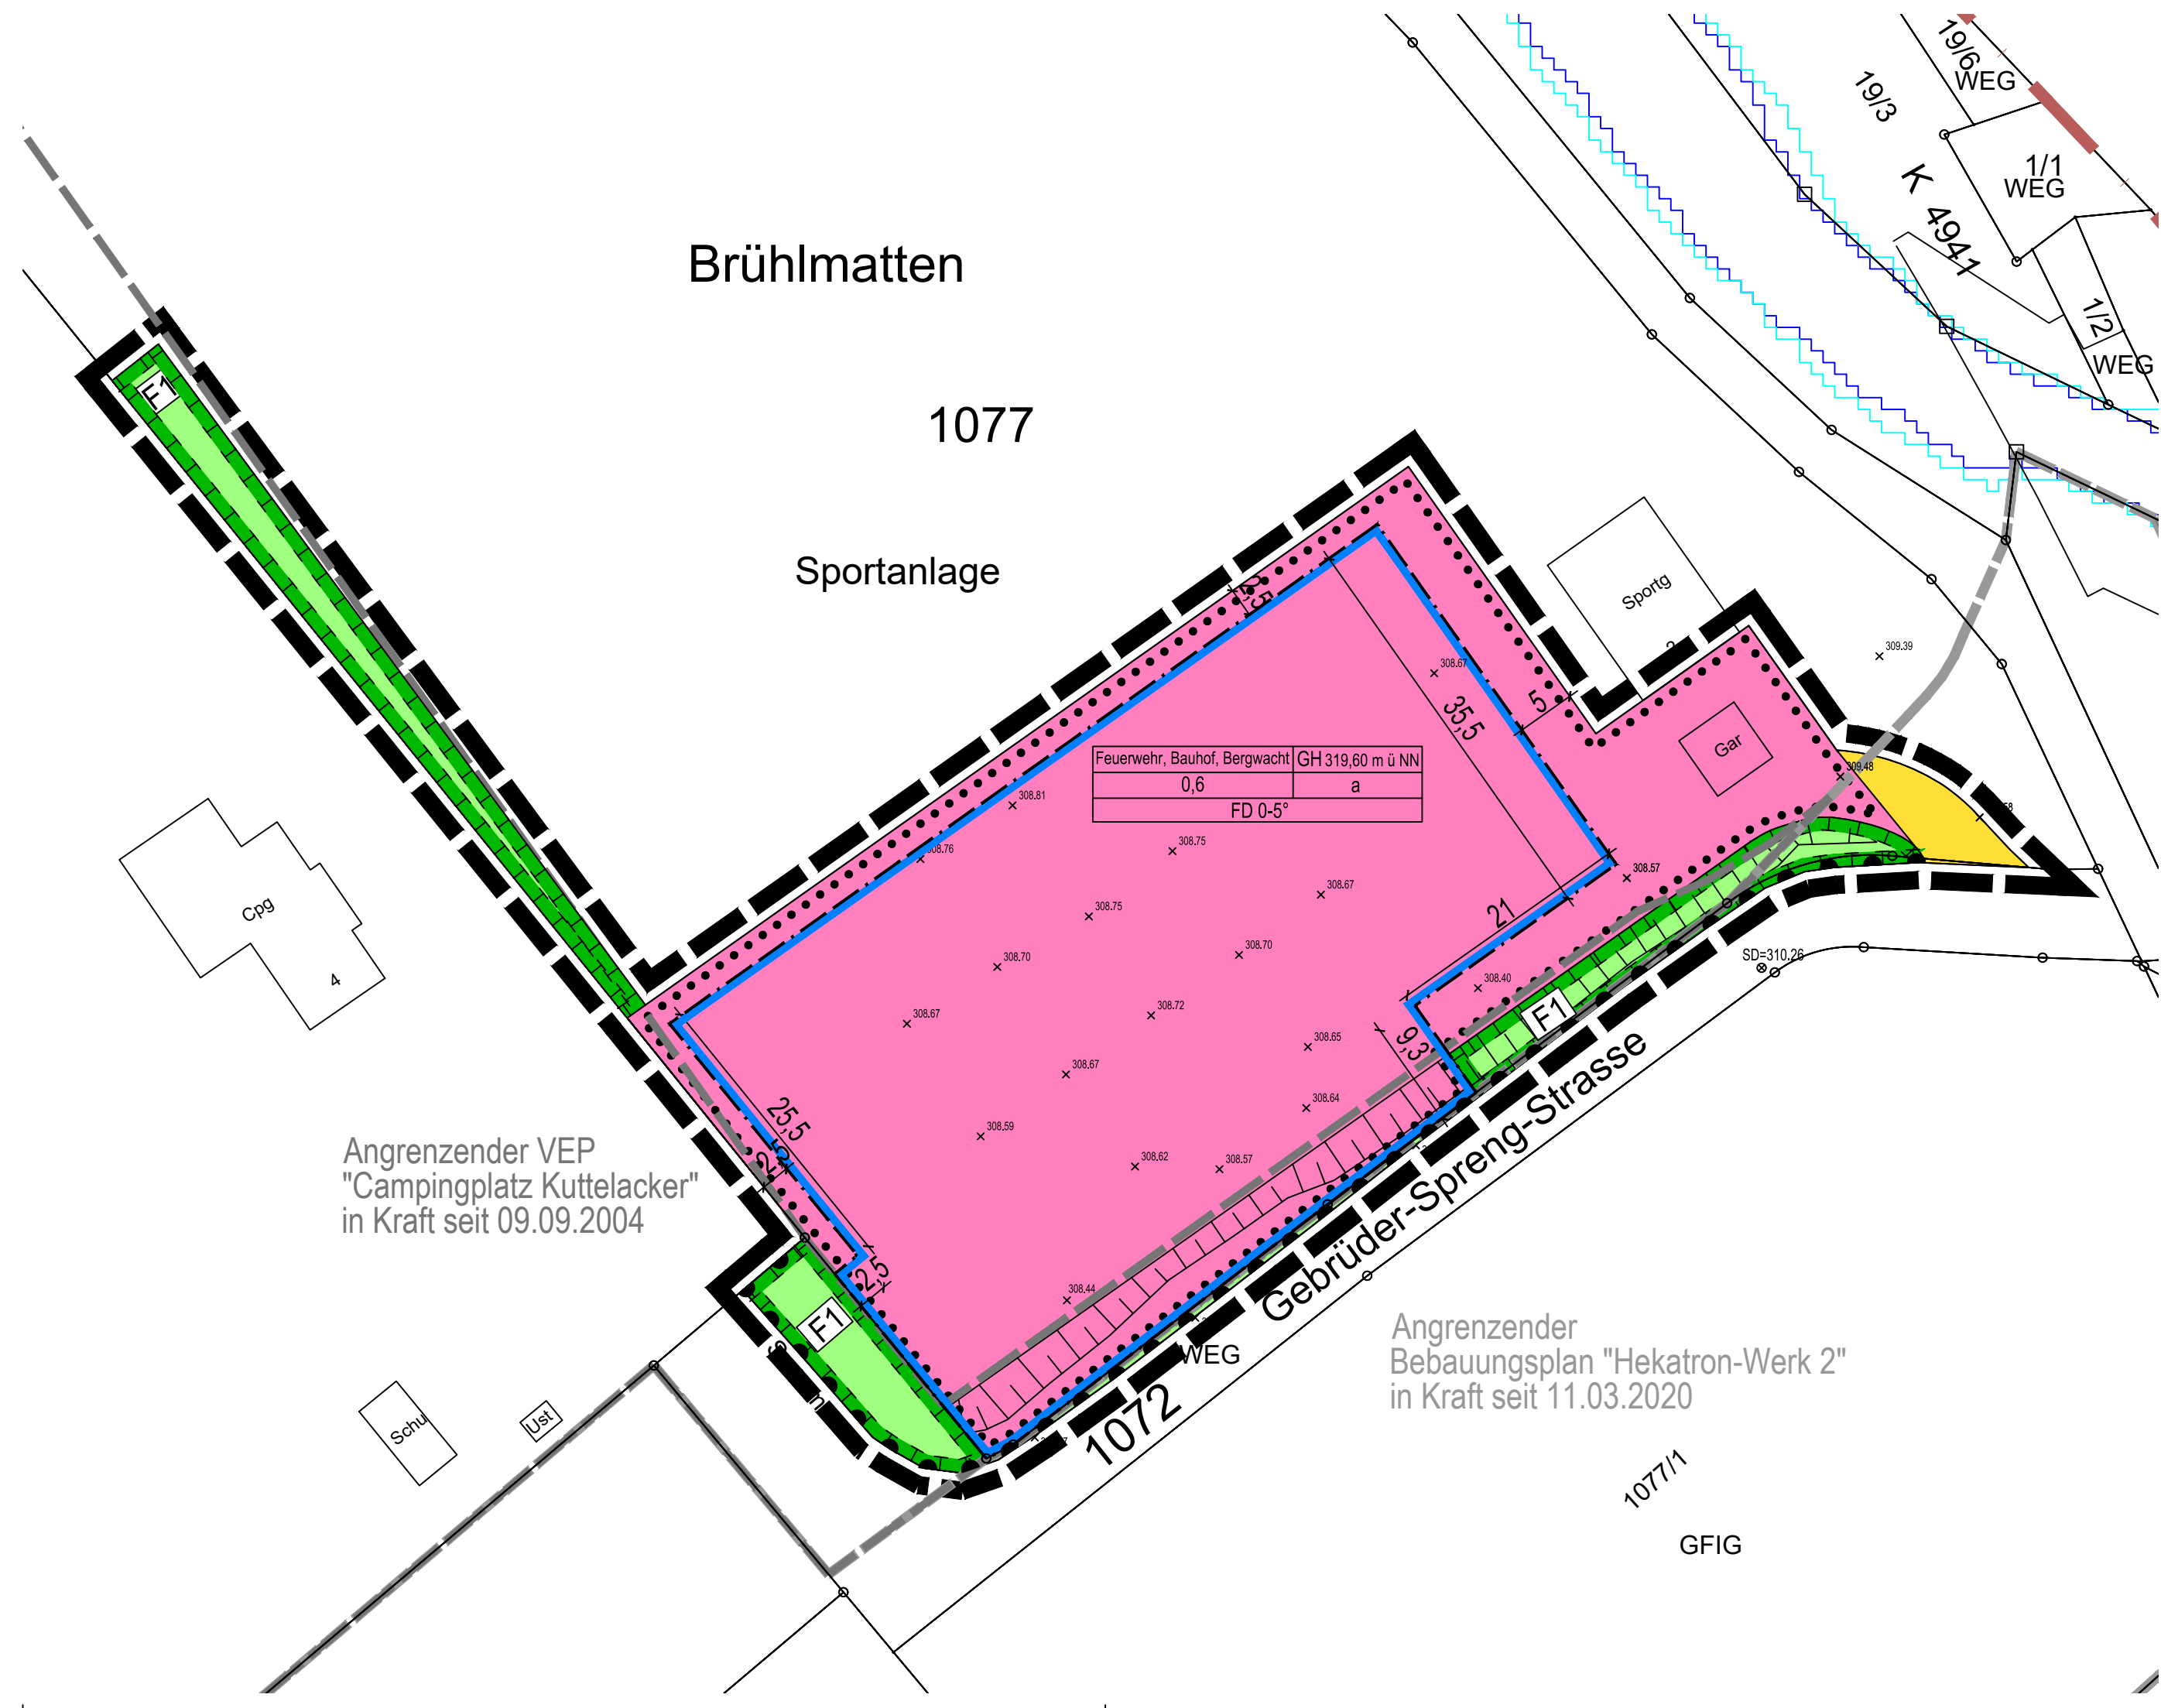 19/6
WEG
19/3
1/1
WEG
K 4941
1/2
WEG
Brühlmatten
F1
1077
Sportanlage
2,5
Sportg
309.39
308.67
35,5
5
Gar
309.48
Feuerwehr, Bauhof, Bergwacht GH 319,60 m ü NN
0,6 a
FD 0-5°
308.81
308.76
308.75
308.67
308.57
308.75
21
308.70
308.70
SD=310.26
308.40
Cpg
4
308.67
308.72
F1
308.65
9,3
308.67
308.64
25,5
308.59
2,5
308.62
308.57
Angrenzender VEP
"Campingplatz Kuttelacker"
in Kraft seit 09.09.2004
2,5
308.44
F1
Gebrüder-Spreng-Strasse
WEG
1072
Angrenzender
Bebauungsplan "Hekatron-Werk 2"
in Kraft seit 11.03.2020
Schu
Ust
1077/1
GFIG